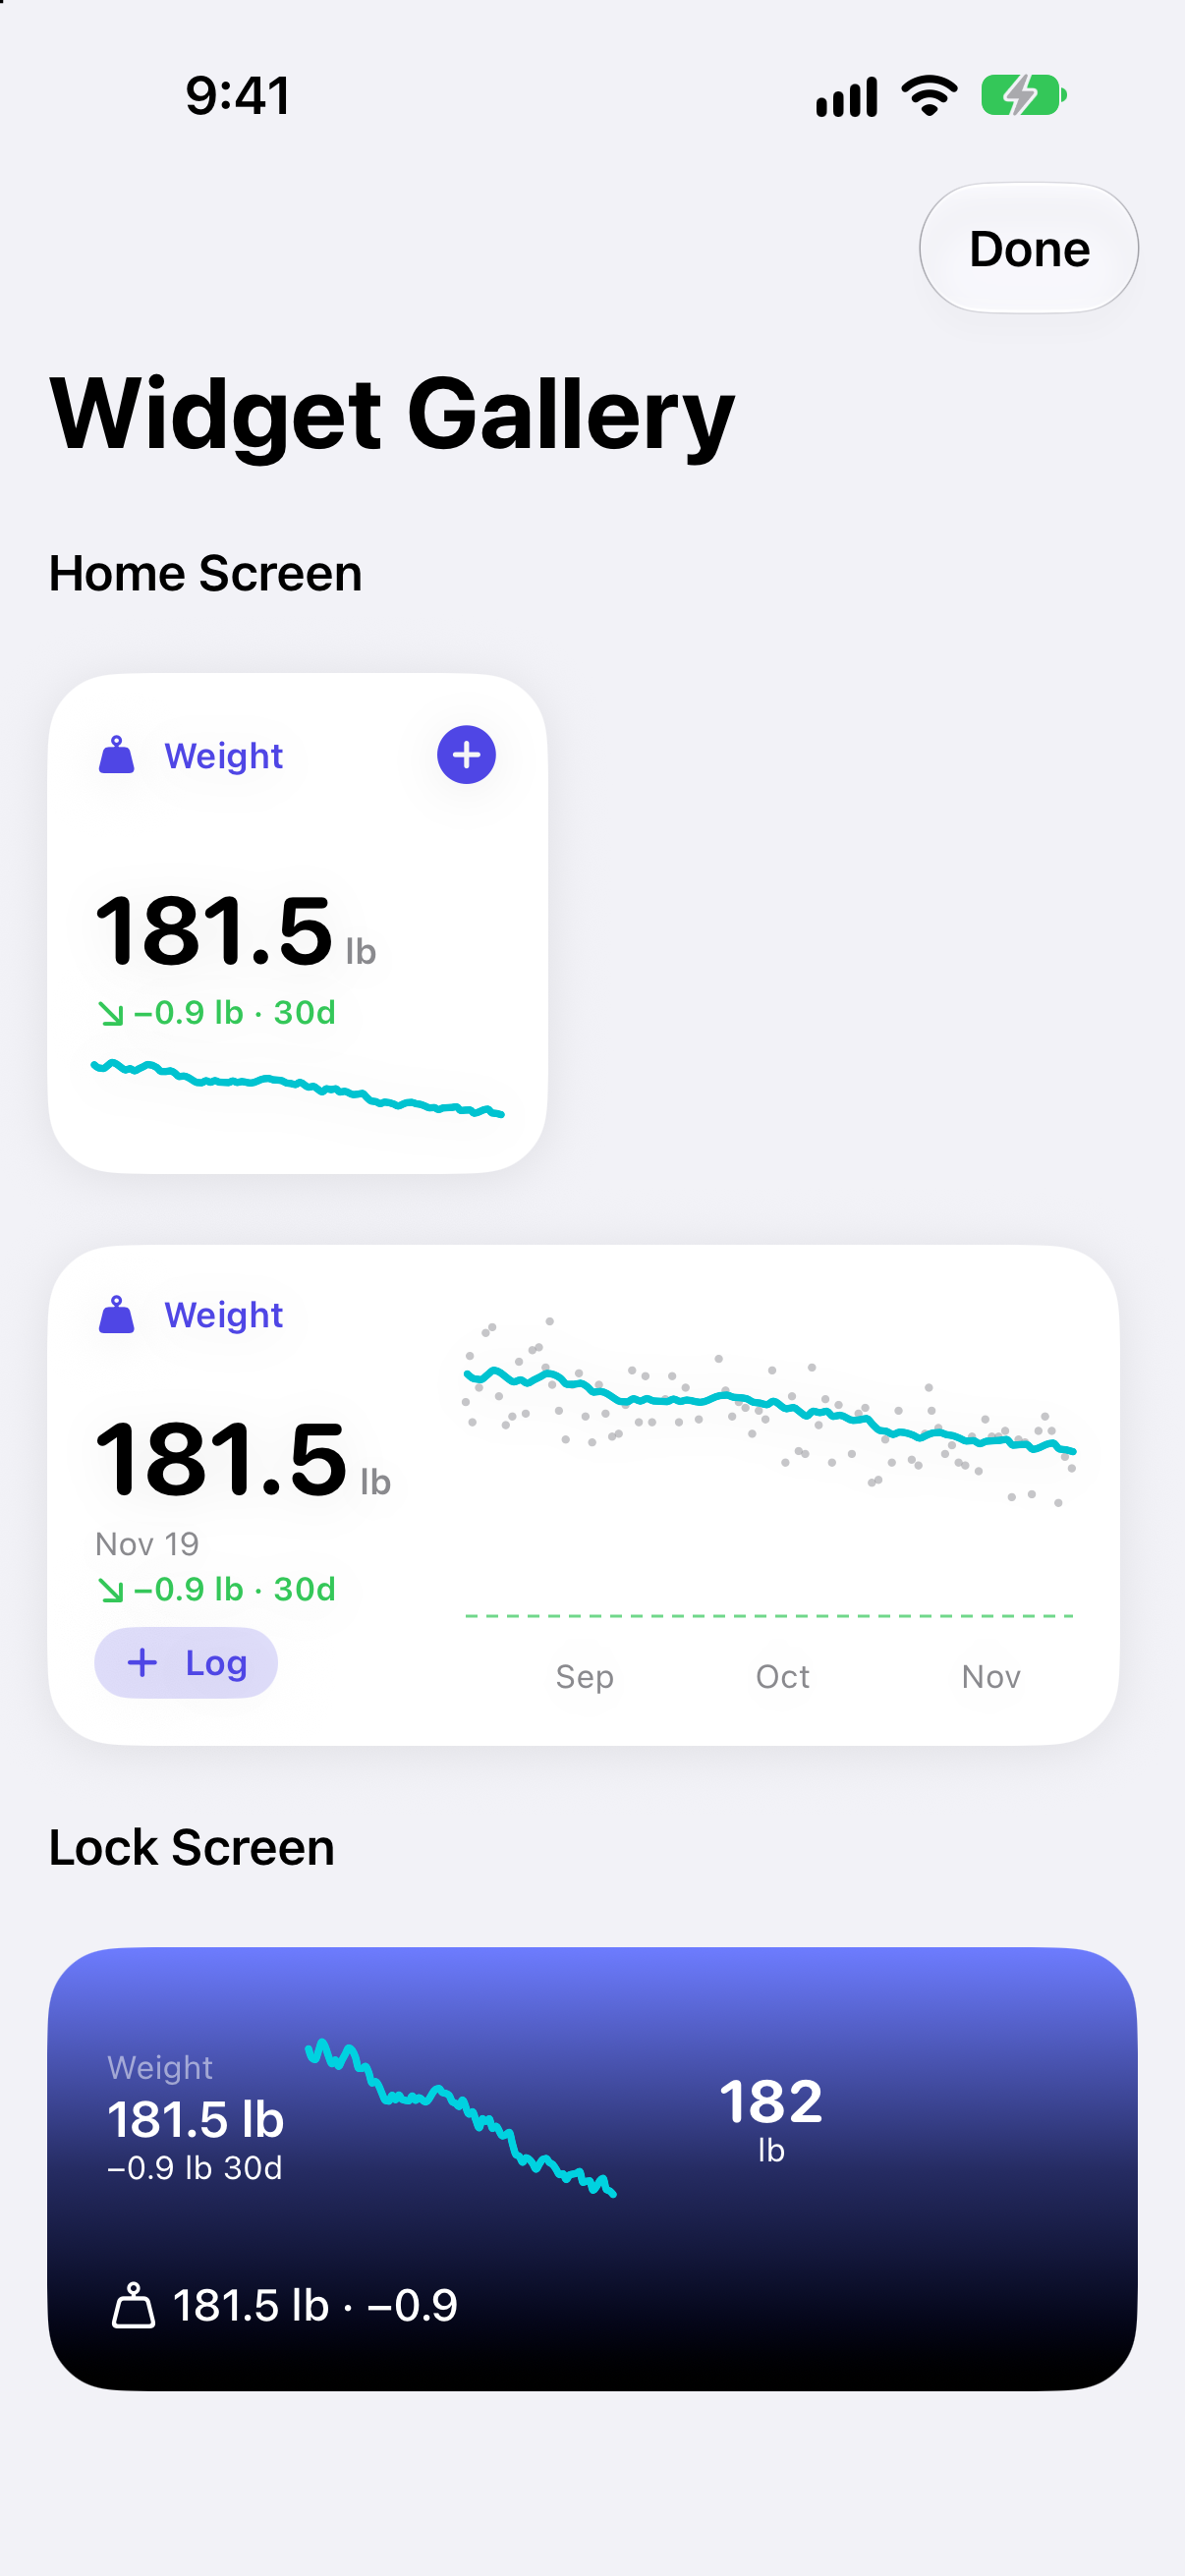 9:41
Done
Widget Gallery
Home Screen
Weight
181.5 lb
–0.9 lb · 30d
Weight
181.5 lb
Nov 19
–0.9 lb · 30d
+ Log
Sep Oct Nov
Lock Screen
Weight
181.5 lb
–0.9 lb 30d
182
lb
181.5 lb · –0.9